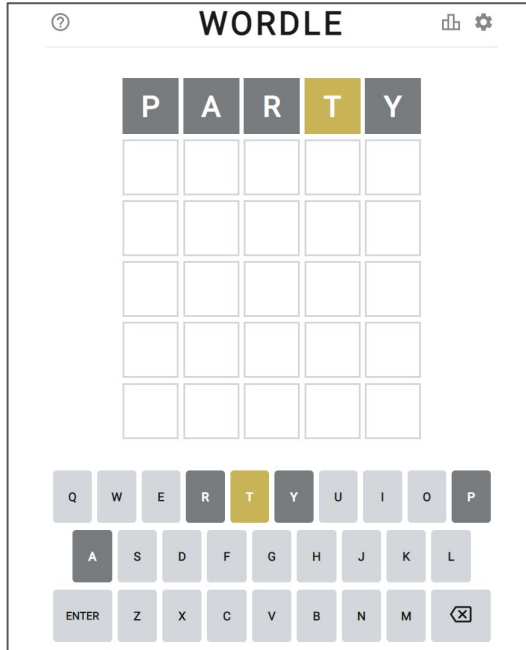 WORDLE
P A R T Y
Q W E R T Y U I O P
A S D F G H J K L
ENTER Z X C V B N M